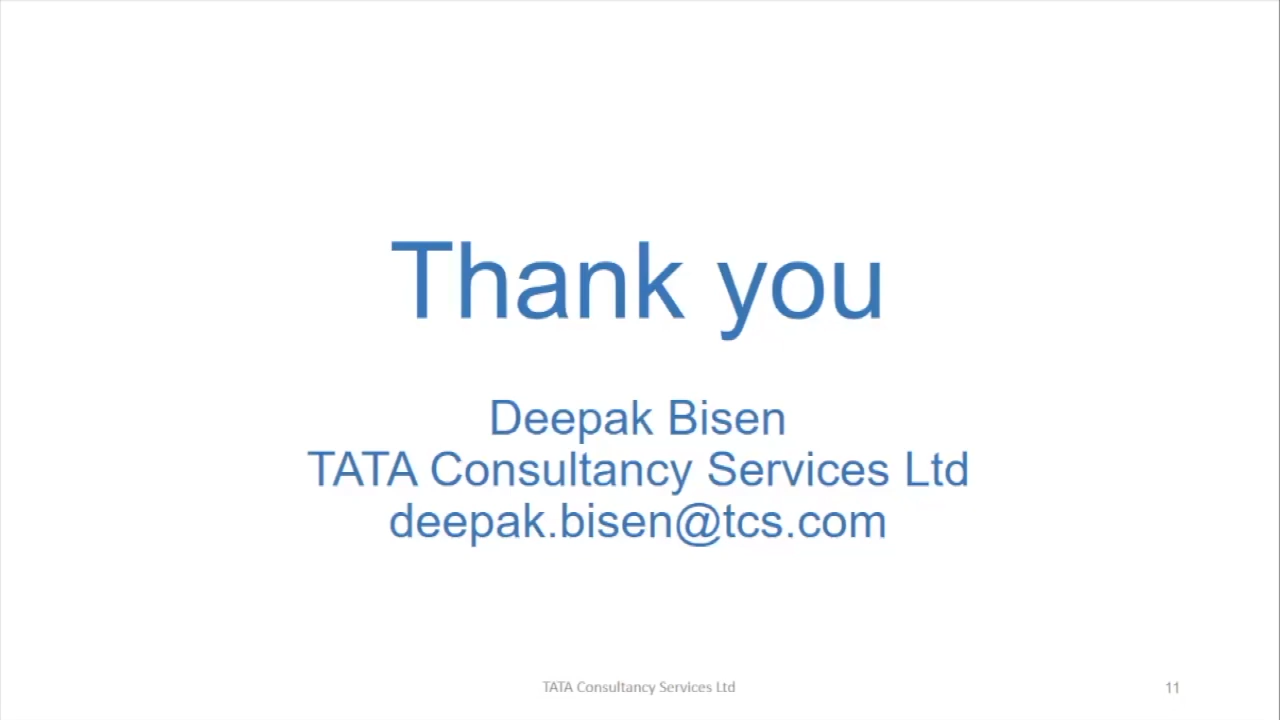 Thank you
Deepak Bisen
TATA Consultancy Services Ltd
deepak.bisen@tcs.com
TATA Consultancy Services Ltd
11